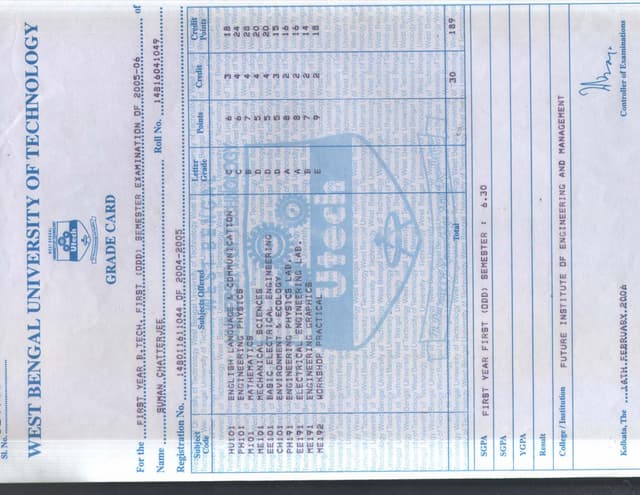 Sl. No.
WEST BENGAL UNIVERSITY OF TECHNOLOGY
Utech
GRADE CARD
For the FIRST YEAR B.TECH. FIRST (ODD) SEMESTER EXAMINATION OF 2005-06 of
Name SUMAN CHATTERJEE Roll No. 14816041049
Registration No. 148011611044 OF 2004-2005
Subject Code Subjects Offered Letter Grade Points Credit Credit Points
HU101 ENGLISH LANGUAGE & COMMUNICATION C 6 3 18
PH101 ENGINEERING PHYSICS C 6 4 24
M101 MATHEMATICS B 7 4 28
ME101 MECHANICAL SCIENCES D 5 4 20
EE101 BASIC ELECTRICAL ENGINEERING D 5 4 20
CH101 ENVIRONMENT & ECOLOGY D 5 3 15
PH191 ENGINEERING PHYSICS LAB. A 8 2 16
EE191 ELECTRICAL ENGINEERING LAB. A 8 2 16
ME191 ENGINEERING GRAPHICS B 7 2 14
ME192 WORKSHOP PRACTICAL E 9 2 18
Utech
Total 30 189
SGPA FIRST YEAR FIRST (ODD) SEMESTER : 6.30
SGPA
YGPA
Result
College / Institution FUTURE INSTITUTE OF ENGINEERING AND MANAGEMENT
Kolkata, The 16TH.FEBRUARY,2006
Controller of Examinations